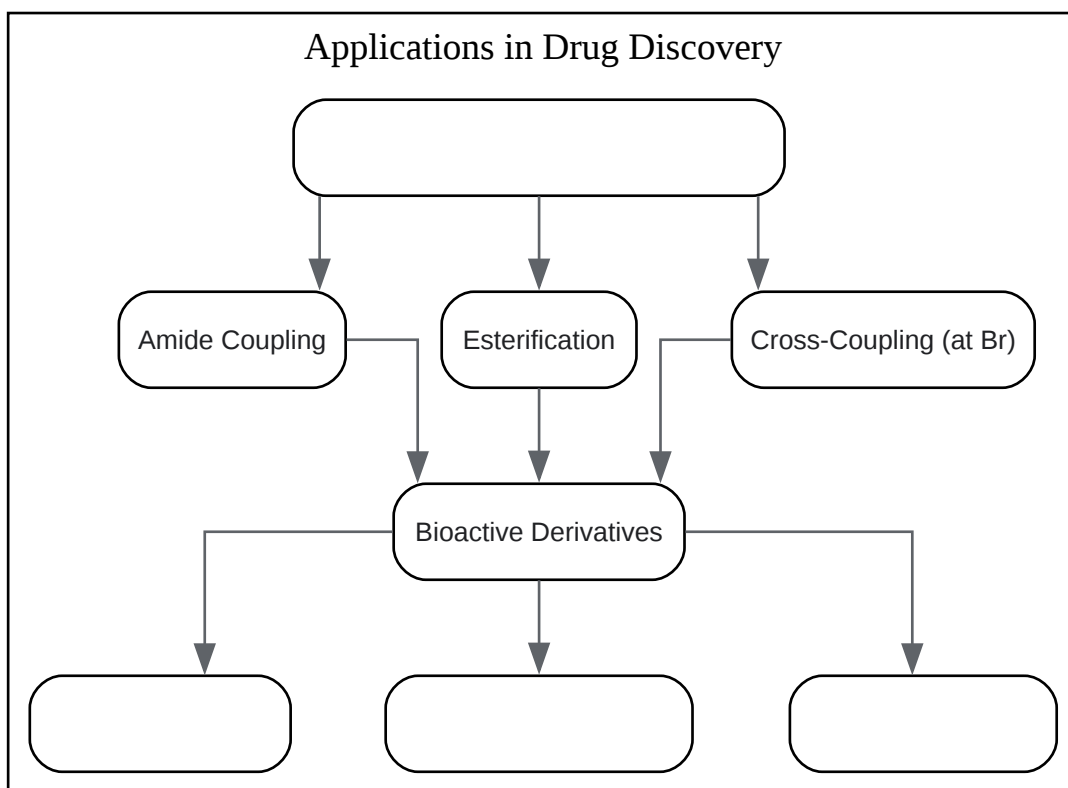 Applications in Drug Discovery
Amide Coupling
Esterification
Cross-Coupling (at Br)
Bioactive Derivatives